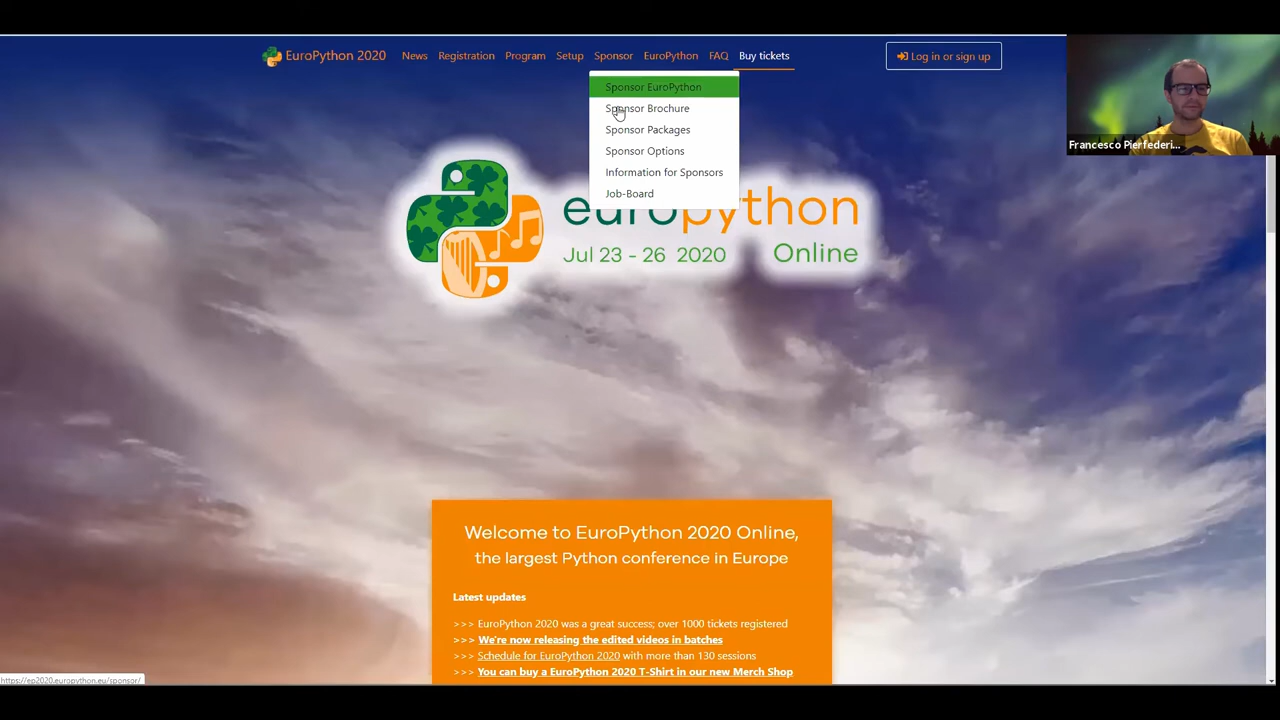 EuroPython 2020
News Registration Program Setup Sponsor EuroPython FAQ Buy tickets
Log in or sign up
Sponsor EuroPython
Sponsor Brochure
Sponsor Packages
Sponsor Options
Information for Sponsors
Job-Board
Francesco Pierfederi...
europython
Jul 23 - 26 2020 Online
Welcome to EuroPython 2020 Online,
the largest Python conference in Europe
Latest updates
>>> EuroPython 2020 was a great success; over 1000 tickets registered
>>> We're now releasing the edited videos in batches
>>> Schedule for EuroPython 2020 with more than 130 sessions
>>> You can buy a EuroPython 2020 T-Shirt in our new Merch Shop
https://ep2020.europython.eu/sponsor/